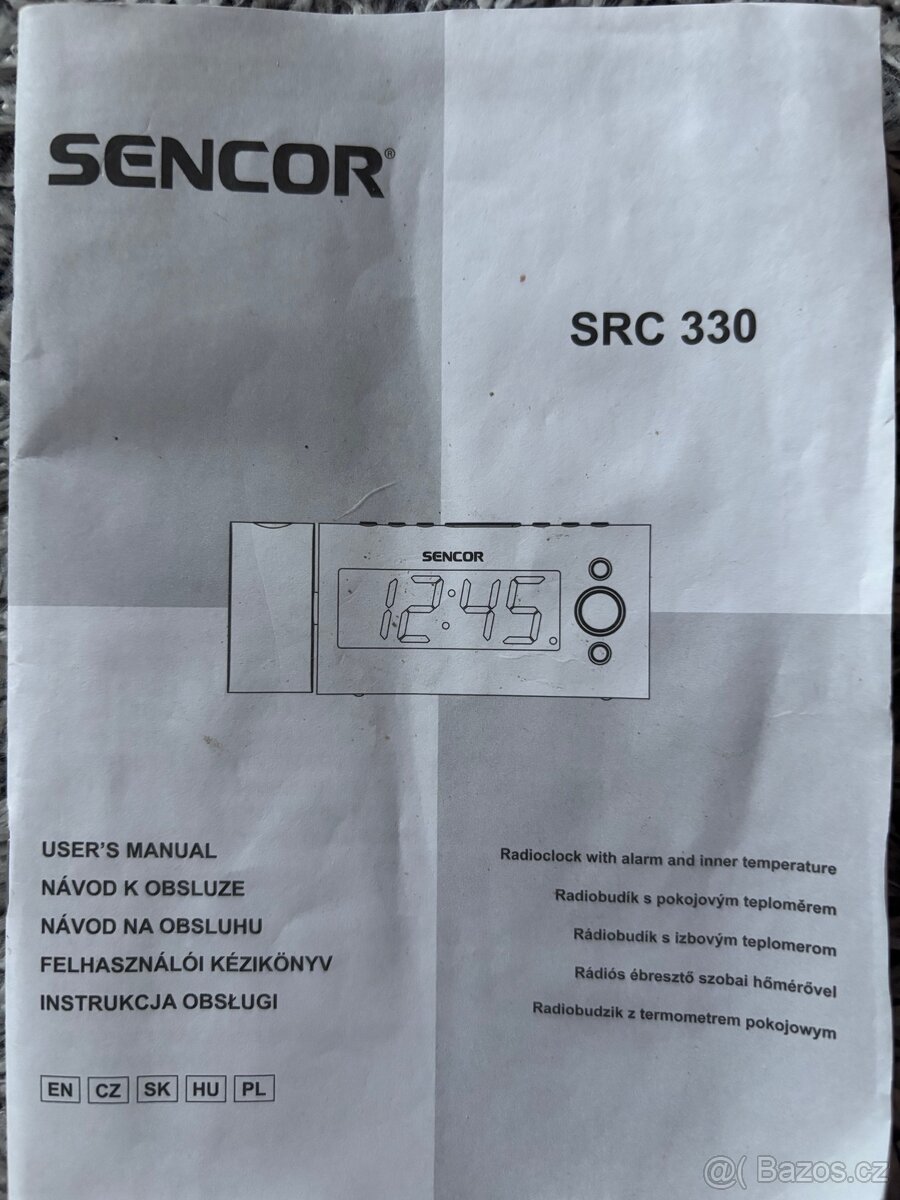 SENCOR®
SRC 330
SENCOR
12:45
USER'S MANUAL
NÁVOD K OBSLUZE
NÁVOD NA OBSLUHU
FELHASZNÁLÓI KÉZIKÖNYV
INSTRUKCJA OBSŁUGI
Radioclock with alarm and inner temperature
Radiobudík s pokojovým teploměrem
Rádiobudík s izbovým teplomerom
Rádiós ébresztő szobai hőmérővel
Radiobudzik z termometrem pokojowym
EN CZ SK HU PL
@( Bazos.cz